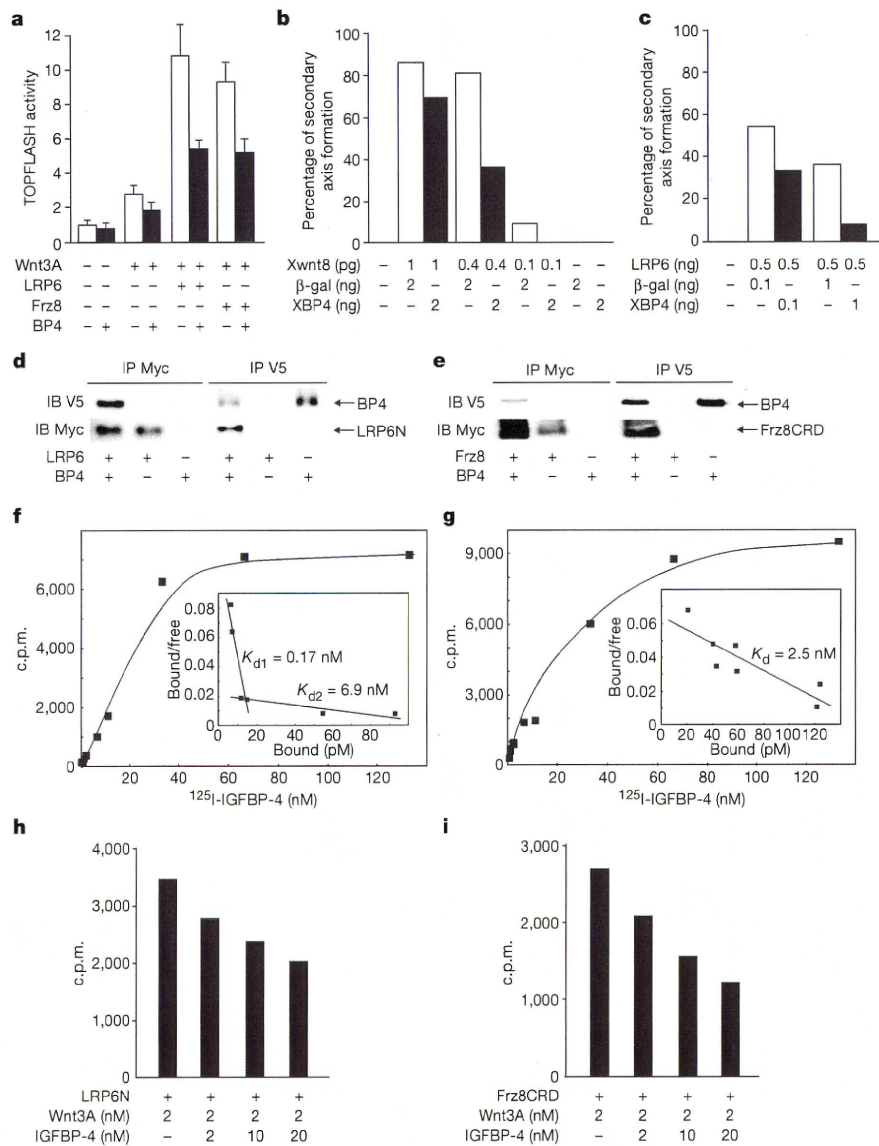 a
TOPFLASH activity
12
10
8
6
4
2
0
Wnt3A – – + + + + + +
LRP6 + +
Frz8 + +
BP4 – + – + – + – +
b
Percentage of secondary axis formation
100
80
60
40
20
0
Xwnt8 (pg) – 1 1 0.4 0.4 0.1 0.1 – –
β-gal (ng) – 2 2 2 2
XBP4 (ng) – 2 2 2 2
c
Percentage of secondary axis formation
100
80
60
40
20
0
LRP6 (ng) – 0.5 0.5 0.5 0.5
β-gal (ng) – 0.1 1
XBP4 (ng) – 0.1 1
d
IP Myc IP V5
IB V5 BP4
IB Myc LRP6N
LRP6 + + – + + –
BP4 + – + + – +
e
IP Myc IP V5
IB V5 BP4
IB Myc Frz8CRD
Frz8 + + – + + –
BP4 + – + + – +
f
c.p.m.
6,000
4,000
2,000
0
0 20 40 60 80 100 120
¹²⁵I-IGFBP-4 (nM)
Bound/free
0.08
0.06
0.04
0.02
0
0 20 40 60 80
Bound (pM)
Kd1 = 0.17 nM
Kd2 = 6.9 nM
g
c.p.m.
9,000
6,000
3,000
0
0 20 40 60 80 100 120
¹²⁵I-IGFBP-4 (nM)
Bound/free
0.08
0.06
0.04
0.02
0
0 20 40 60 80 100 120
Bound (pM)
Kd = 2.5 nM
h
c.p.m.
4,000
3,000
2,000
1,000
0
LRP6N + + + +
Wnt3A (nM) 2 2 2 2
IGFBP-4 (nM) – 2 10 20
i
c.p.m.
3,000
2,000
1,000
0
Frz8CRD + + + +
Wnt3A (nM) 2 2 2 2
IGFBP-4 (nM) – 2 10 20